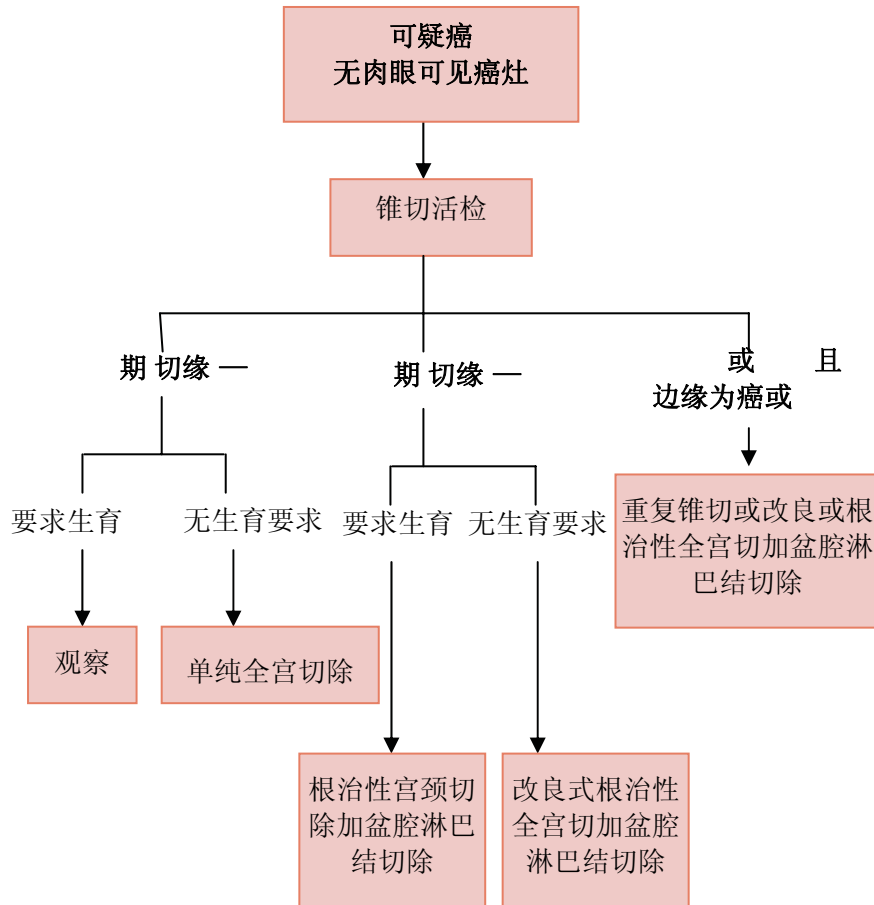 可疑癌
无肉眼可见癌灶
锥切活检
期 切缘 —
期 切缘 —
或 且
边缘为癌或
要求生育
无生育要求
要求生育
无生育要求
重复锥切或改良或根
治性全宫切加盆腔淋
巴结切除
观察
单纯全宫切除
根治性宫颈切
除加盆腔淋巴
结切除
改良式根治性
全宫切加盆腔
淋巴结切除